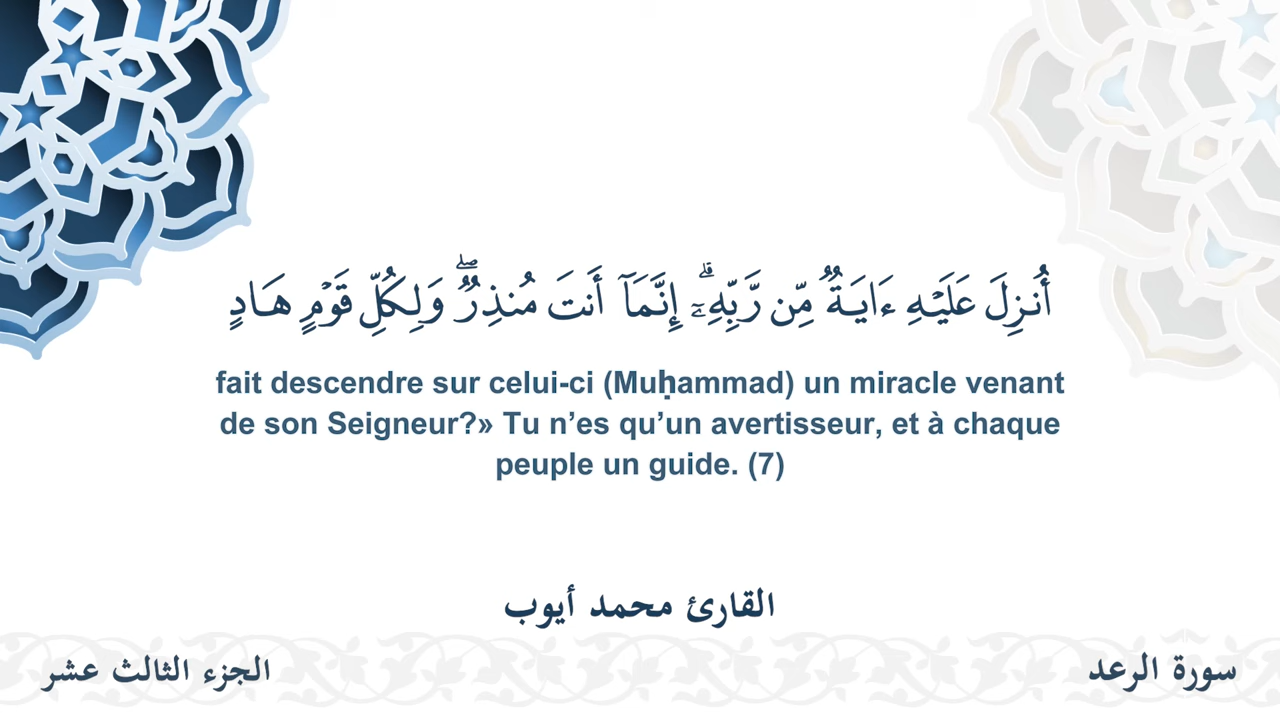 أُنزِلَ عَلَيْهِ ءَايَةٌ مِّن رَّبِّهِۦٓ ۗ إِنَّمَآ أَنتَ مُنذِرٌ ۖ وَلِكُلِّ قَوْمٍ هَادٍ
fait descendre sur celui-ci (Muḥammad) un miracle venant
de son Seigneur?» Tu n’es qu’un avertisseur, et à chaque
peuple un guide. (7)
القارئ محمد أيوب
سورة الرعد
الجزء الثالث عشر